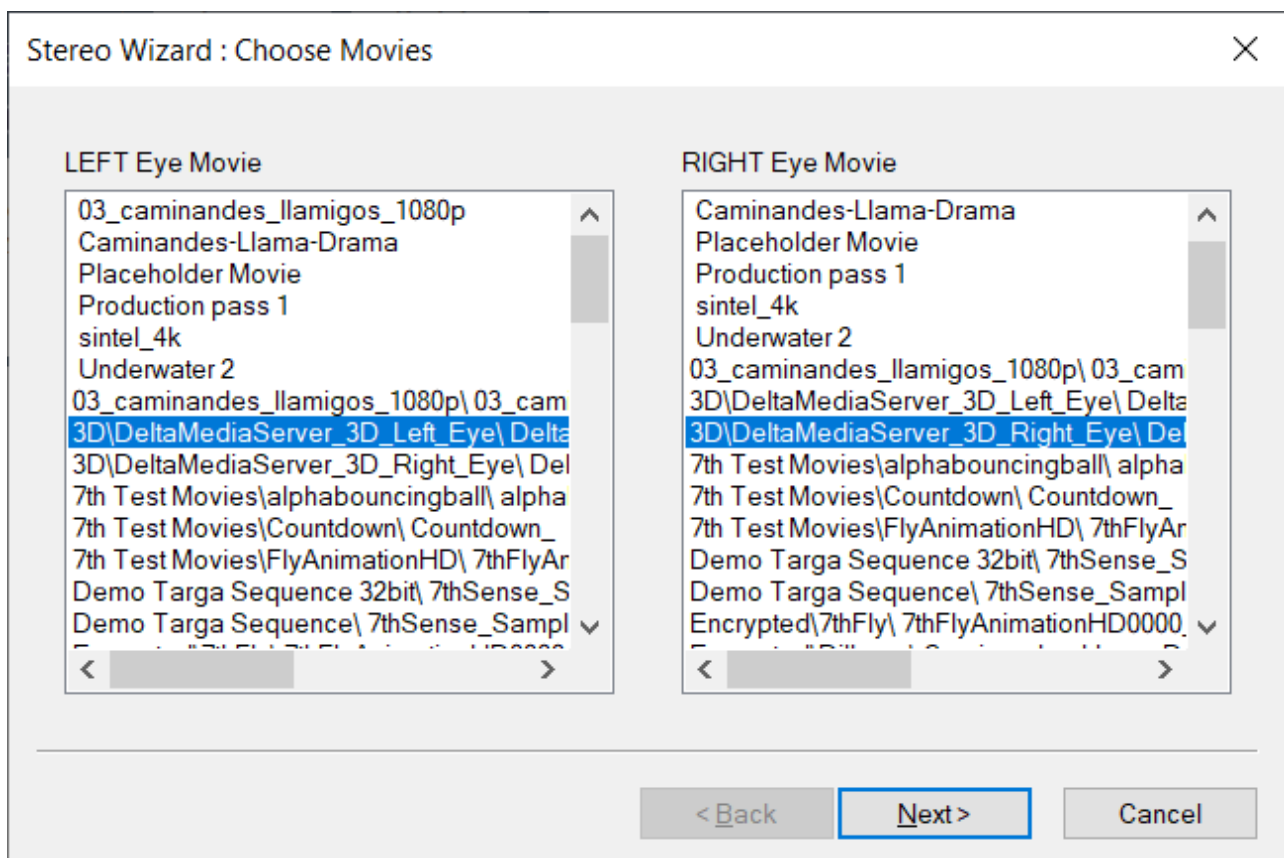 Stereo Wizard : Choose Movies
LEFT Eye Movie
03_caminandes_llamigos_1080p
Caminandes-Llama-Drama
Placeholder Movie
Production pass 1
sintel_4k
Underwater 2
03_caminandes_llamigos_1080p\ 03_cam
3D\DeltaMediaServer_3D_Left_Eye\ Delta
3D\DeltaMediaServer_3D_Right_Eye\ Del
7th Test Movies\alphabouncingball\ alpha
7th Test Movies\Countdown\ Countdown_
7th Test Movies\FlyAnimationHD\ 7thFlyAr
Demo Targa Sequence 32bit\ 7thSense_S
Demo Targa Sequence\ 7thSense_Sampl
RIGHT Eye Movie
Caminandes-Llama-Drama
Placeholder Movie
Production pass 1
sintel_4k
Underwater 2
03_caminandes_llamigos_1080p\ 03_cam
3D\DeltaMediaServer_3D_Left_Eye\ Delta
3D\DeltaMediaServer_3D_Right_Eye\ Del
7th Test Movies\alphabouncingball\ alpha
7th Test Movies\Countdown\ Countdown_
7th Test Movies\FlyAnimationHD\ 7thFlyAr
Demo Targa Sequence 32bit\ 7thSense_S
Demo Targa Sequence\ 7thSense_Sampl
Encrypted\7thFly\ 7thFlyAnimationHD0000_
< Back
Next >
Cancel